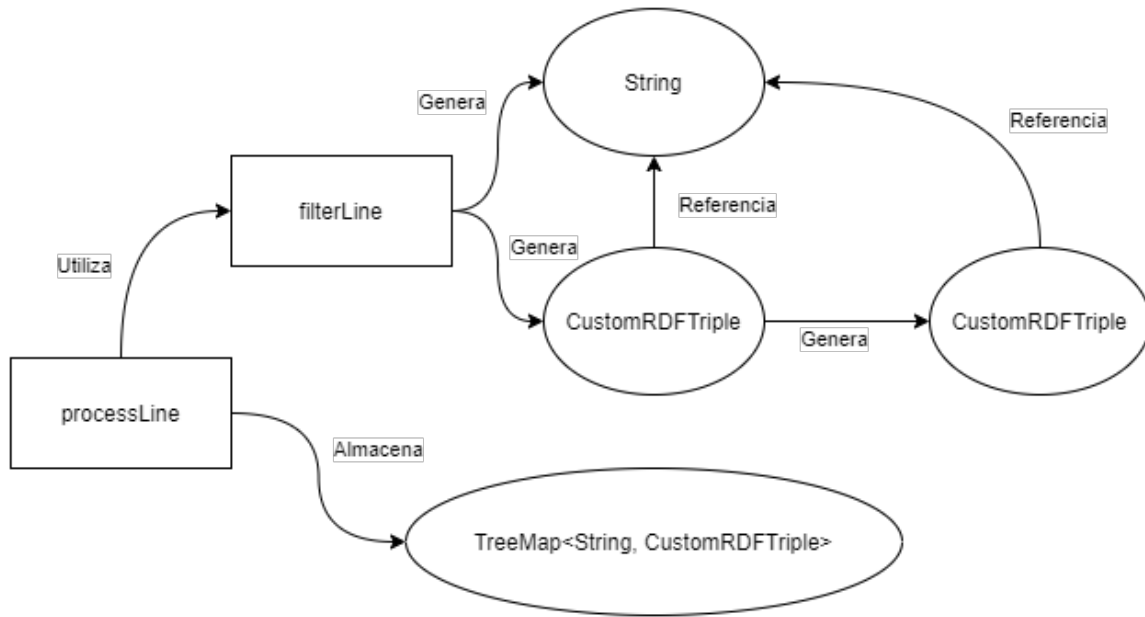 String
Genera
Referencia
filterLine
Referencia
Genera
Utiliza
CustomRDFTriple
CustomRDFTriple
Genera
processLine
Almacena
TreeMap<String, CustomRDFTriple>